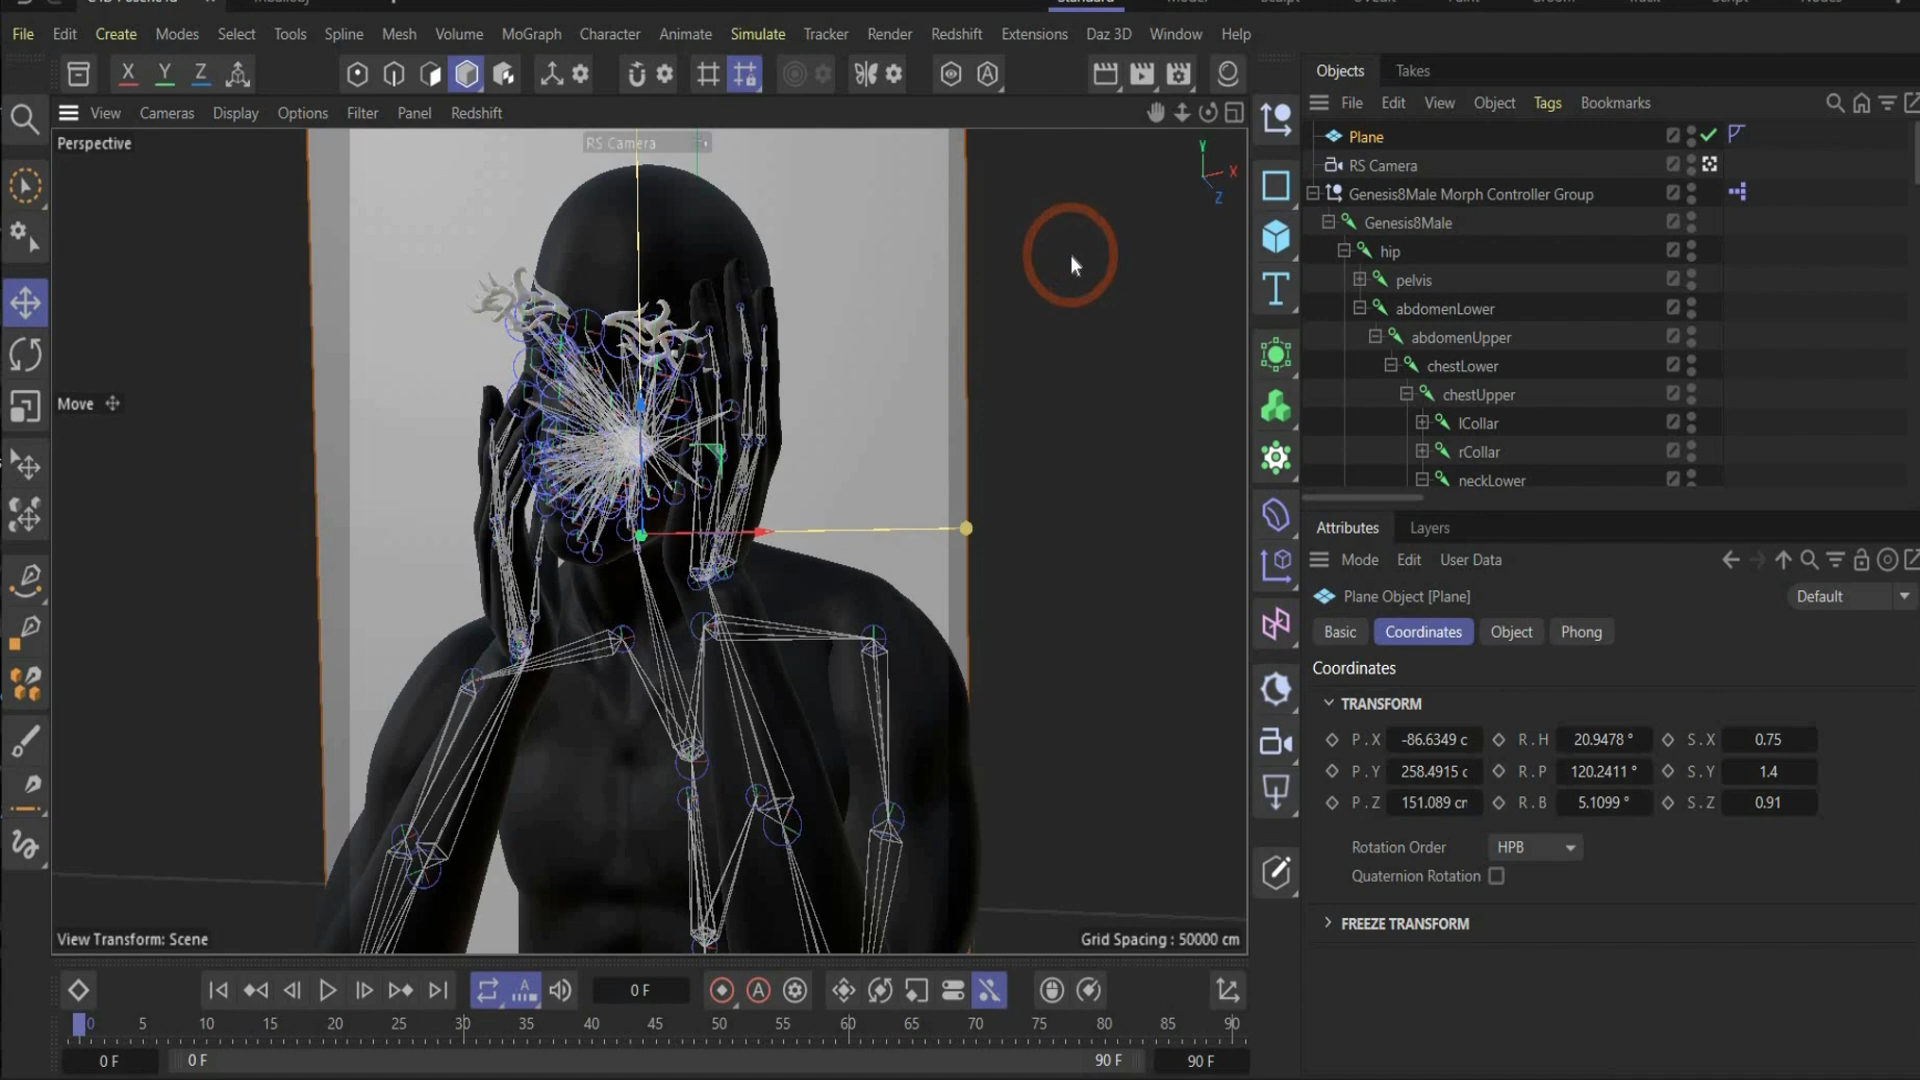 Standard
File Edit Create Modes Select Tools Spline Mesh Volume MoGraph Character Animate Simulate Tracker Render Redshift Extensions Daz 3D Window Help
X Y Z
Objects Takes
View Cameras Display Options Filter Panel Redshift
File Edit View Object Tags Bookmarks
Perspective
RS Camera
Y
X
Z
Plane
RS Camera
Genesis8Male Morph Controller Group
Genesis8Male
hip
pelvis
abdomenLower
abdomenUpper
chestLower
chestUpper
lCollar
rCollar
neckLower
Move
Attributes Layers
Mode Edit User Data
Plane Object [Plane]
Default
Basic Coordinates Object Phong
Coordinates
TRANSFORM
P.X -86.6349 c R.H 20.9478 ° S.X 0.75
P.Y 258.4915 c R.P 120.2411 ° S.Y 1.4
P.Z 151.089 cr R.B 5.1099 ° S.Z 0.91
Rotation Order HPB
Quaternion Rotation
FREEZE TRANSFORM
View Transform: Scene
Grid Spacing : 50000 cm
0 F
0 5 10 15 20 25 30 35 40 45 50 55 60 65 70 75 80 85 90
0 F 0 F 90 F 90 F